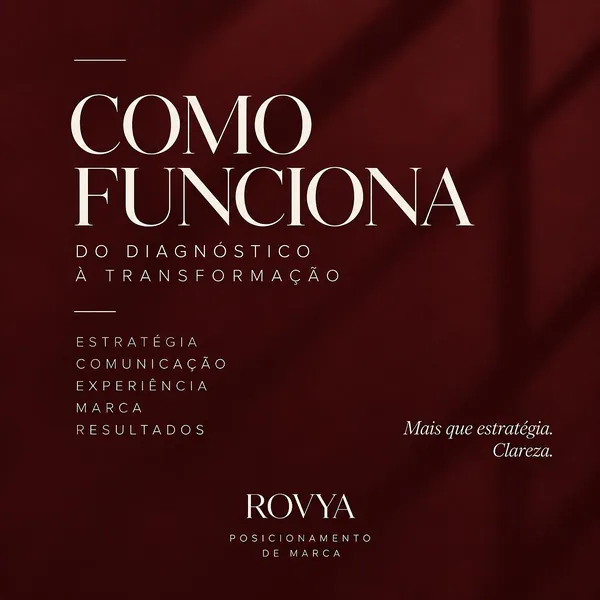 COMO
FUNCIONA
DO DIAGNÓSTICO
À TRANSFORMAÇÃO
ESTRATÉGIA
COMUNICAÇÃO
EXPERIÊNCIA
MARCA
RESULTADOS
Mais que estratégia.
Clareza.
ROVYA
POSICIONAMENTO
DE MARCA